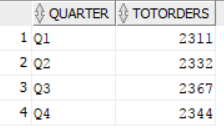 QUARTER TOTORDERS
1 Q1 2311
2 Q2 2332
3 Q3 2367
4 Q4 2344